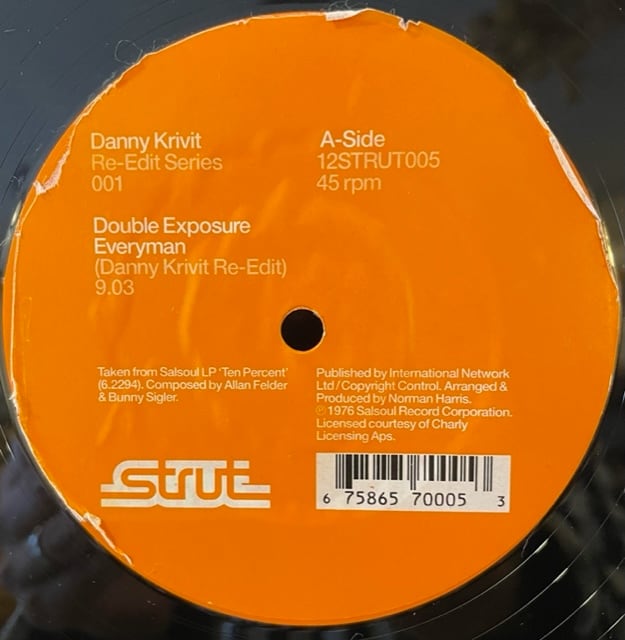 Danny Krivit
Re-Edit Series
001
A-Side
12STRUT005
45 rpm
Double Exposure
Everyman
(Danny Krivit Re-Edit)
9.03
Taken from Salsoul LP 'Ten Percent'
(6.2294). Composed by Allan Felder
& Bunny Sigler.
Published by International Network
Ltd / Copyright Control. Arranged &
Produced by Norman Harris.
℗ 1976 Salsoul Record Corporation.
Licensed courtesy of Charly
Licensing Aps.
Strut
6 75865 70005 3